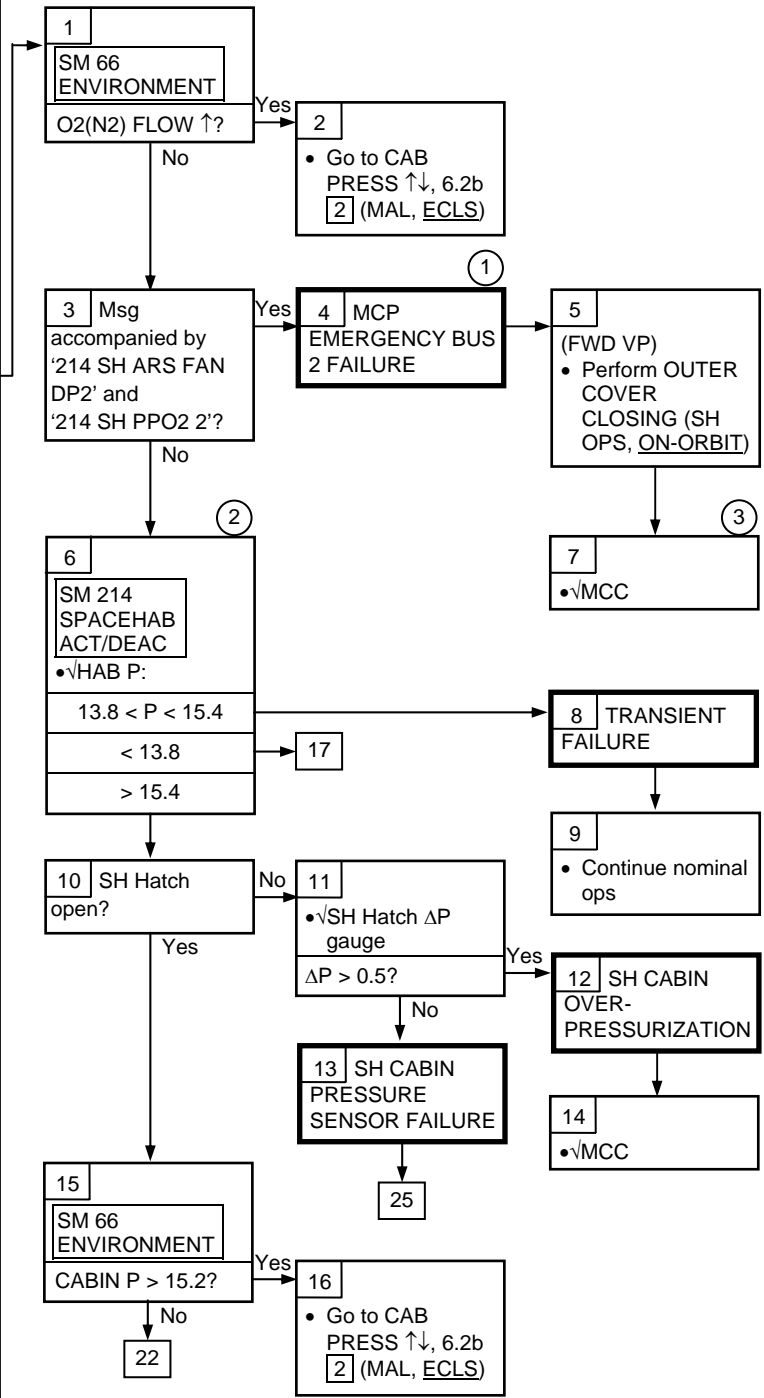 1
SM 66
ENVIRONMENT
O2(N2) FLOW ↑?
Yes
No
2
• Go to CAB
PRESS ↑↓, 6.2b
2 (MAL, ECLS)
3 Msg
accompanied by
‘214 SH ARS FAN
DP2’ and
‘214 SH PPO2 2’?
Yes
No
1
4 MCP
EMERGENCY BUS
2 FAILURE
5
(FWD VP)
• Perform OUTER
COVER
CLOSING (SH
OPS, ON-ORBIT)
2
6
SM 214
SPACEHAB
ACT/DEAC
•√HAB P:
13.8 < P < 15.4
< 13.8
> 15.4
17
3
7
•√MCC
8 TRANSIENT
FAILURE
9
• Continue nominal
ops
10 SH Hatch
open?
No
Yes
11
•√SH Hatch ∆P
gauge
∆P > 0.5?
Yes
No
12 SH CABIN
OVER-
PRESSURIZATION
13 SH CABIN
PRESSURE
SENSOR FAILURE
14
•√MCC
25
15
SM 66
ENVIRONMENT
CABIN P > 15.2?
Yes
No
22
16
• Go to CAB
PRESS ↑↓, 6.2b
2 (MAL, ECLS)